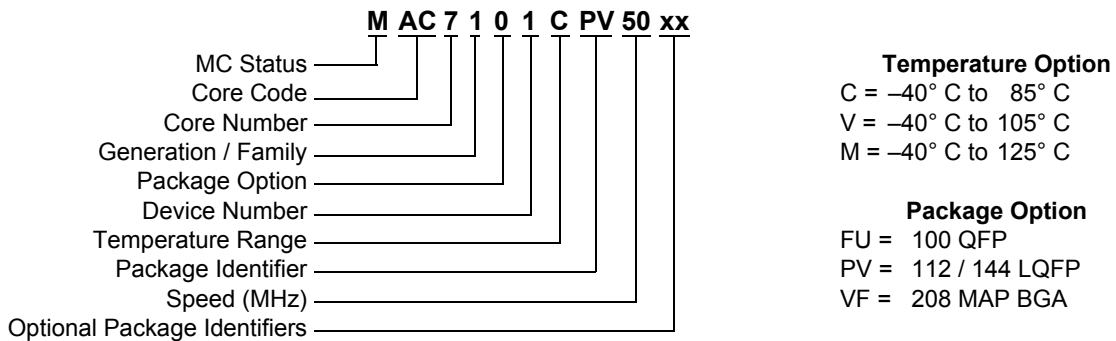 M AC 7 1 0 1 C PV 50 xx
MC Status
Core Code
Core Number
Generation / Family
Package Option
Device Number
Temperature Range
Package Identifier
Speed (MHz)
Optional Package Identifiers
Temperature Option
C = –40° C to 85° C
V = –40° C to 105° C
M = –40° C to 125° C
Package Option
FU = 100 QFP
PV = 112 / 144 LQFP
VF = 208 MAP BGA